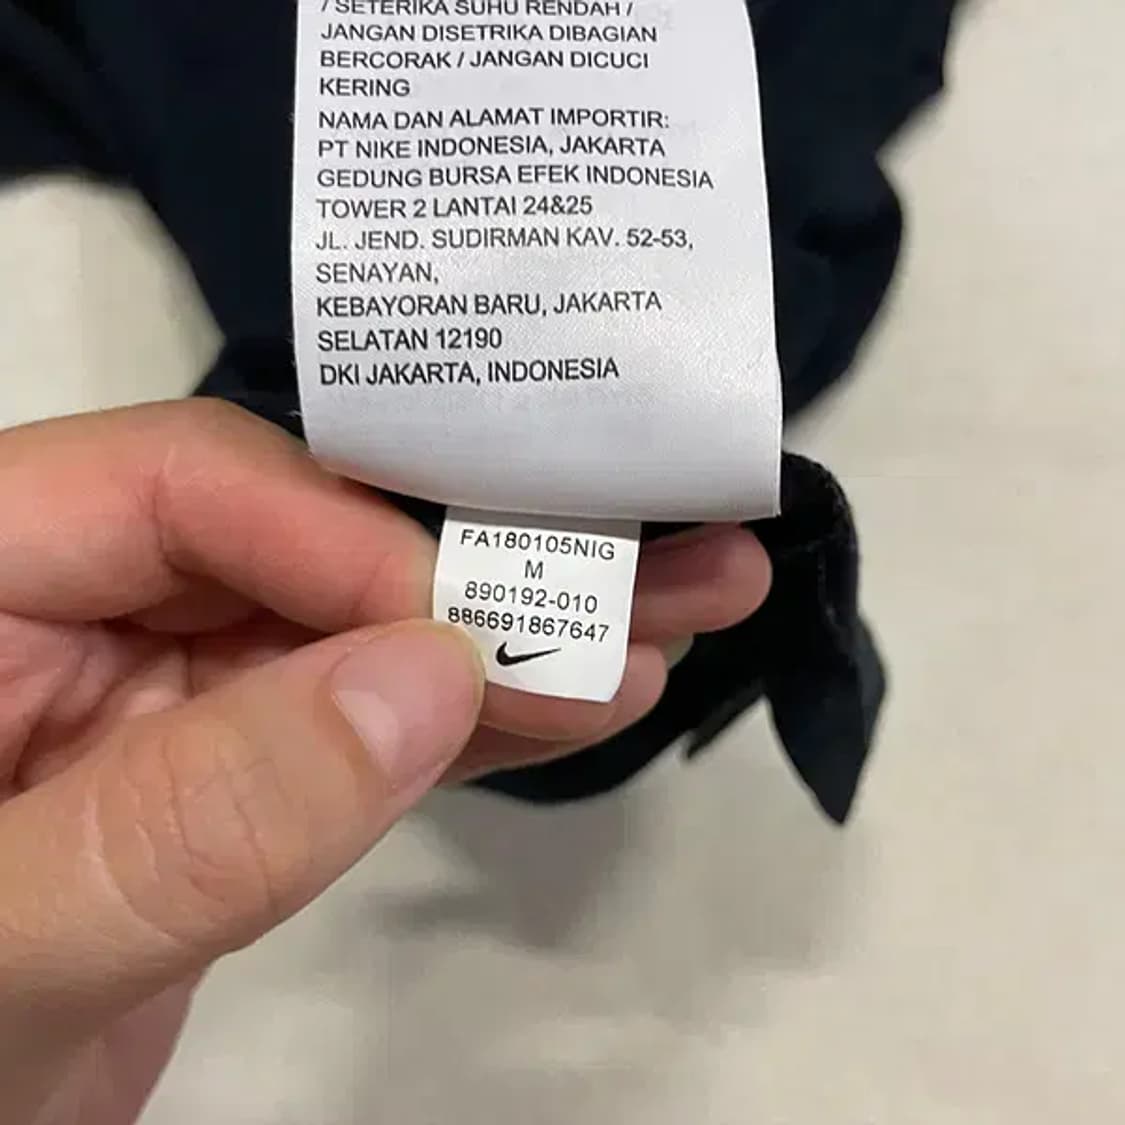 / SETERIKA SUHU RENDAH /
JANGAN DISETRIKA DIBAGIAN
BERCORAK / JANGAN DICUCI
KERING
NAMA DAN ALAMAT IMPORTIR:
PT NIKE INDONESIA, JAKARTA
GEDUNG BURSA EFEK INDONESIA
TOWER 2 LANTAI 24&25
JL. JEND. SUDIRMAN KAV. 52-53,
SENAYAN,
KEBAYORAN BARU, JAKARTA
SELATAN 12190
DKI JAKARTA, INDONESIA
FA180105NIG
M
890192-010
886691867647